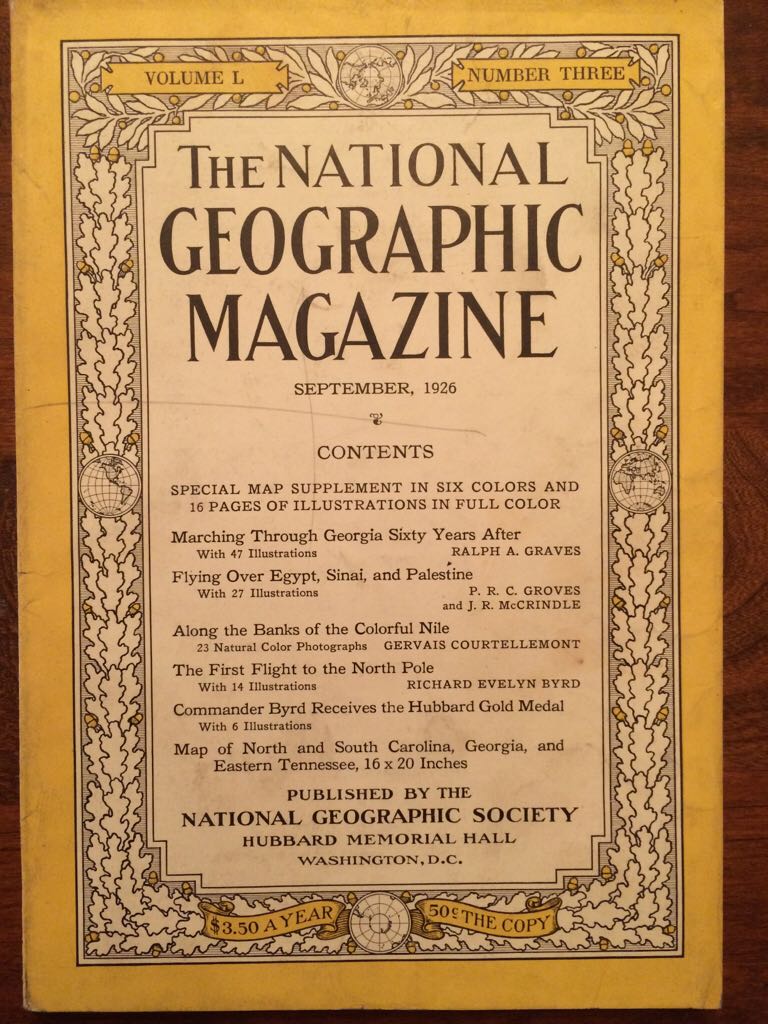 VOLUME L
NUMBER THREE
THE NATIONAL
GEOGRAPHIC
MAGAZINE
SEPTEMBER, 1926
CONTENTS
SPECIAL MAP SUPPLEMENT IN SIX COLORS AND
16 PAGES OF ILLUSTRATIONS IN FULL COLOR
Marching Through Georgia Sixty Years After
With 47 Illustrations RALPH A. GRAVES
Flying Over Egypt, Sinai, and Palestine
With 27 Illustrations P. R. C. GROVES
and J. R. McCRINDLE
Along the Banks of the Colorful Nile
23 Natural Color Photographs GERVAIS COURTELLEMONT
The First Flight to the North Pole
With 14 Illustrations RICHARD EVELYN BYRD
Commander Byrd Receives the Hubbard Gold Medal
With 6 Illustrations
Map of North and South Carolina, Georgia, and
Eastern Tennessee, 16 x 20 Inches
PUBLISHED BY THE
NATIONAL GEOGRAPHIC SOCIETY
HUBBARD MEMORIAL HALL
WASHINGTON, D.C.
$3.50 A YEAR
50¢ THE COPY